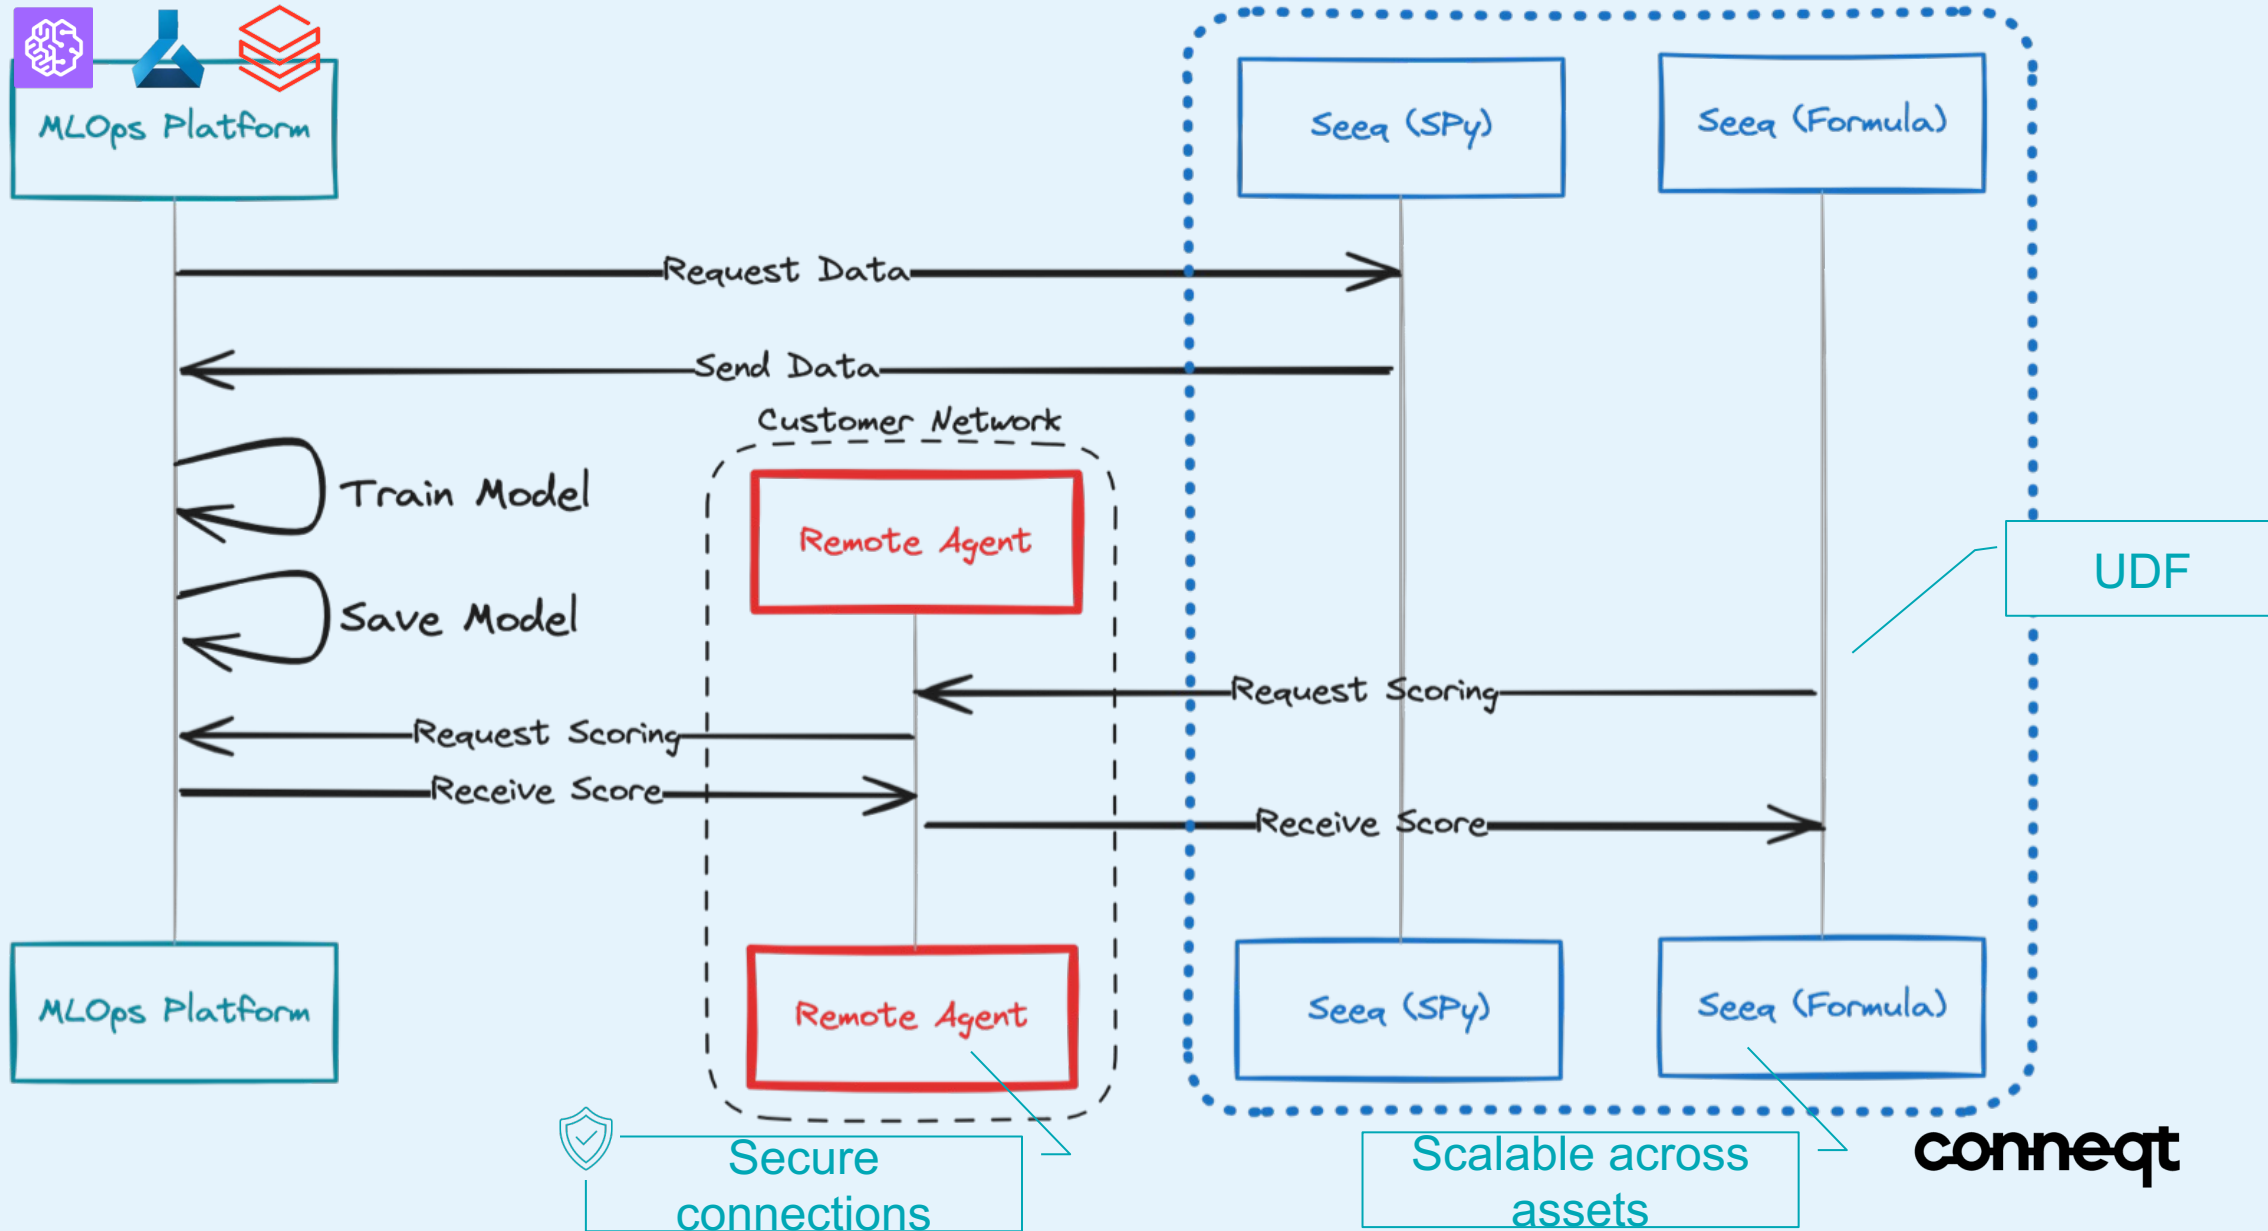 MLOps Platform
Seeq (SPy)
Seeq (Formula)
Request Data
Send Data
Customer Network
Train Model
Remote Agent
UDF
Save Model
Request Scoring
Request Scoring
Receive Score
Receive Score
MLOps Platform
Remote Agent
Seeq (SPy)
Seeq (Formula)
Secure
connections
Scalable across
assets
conneqt